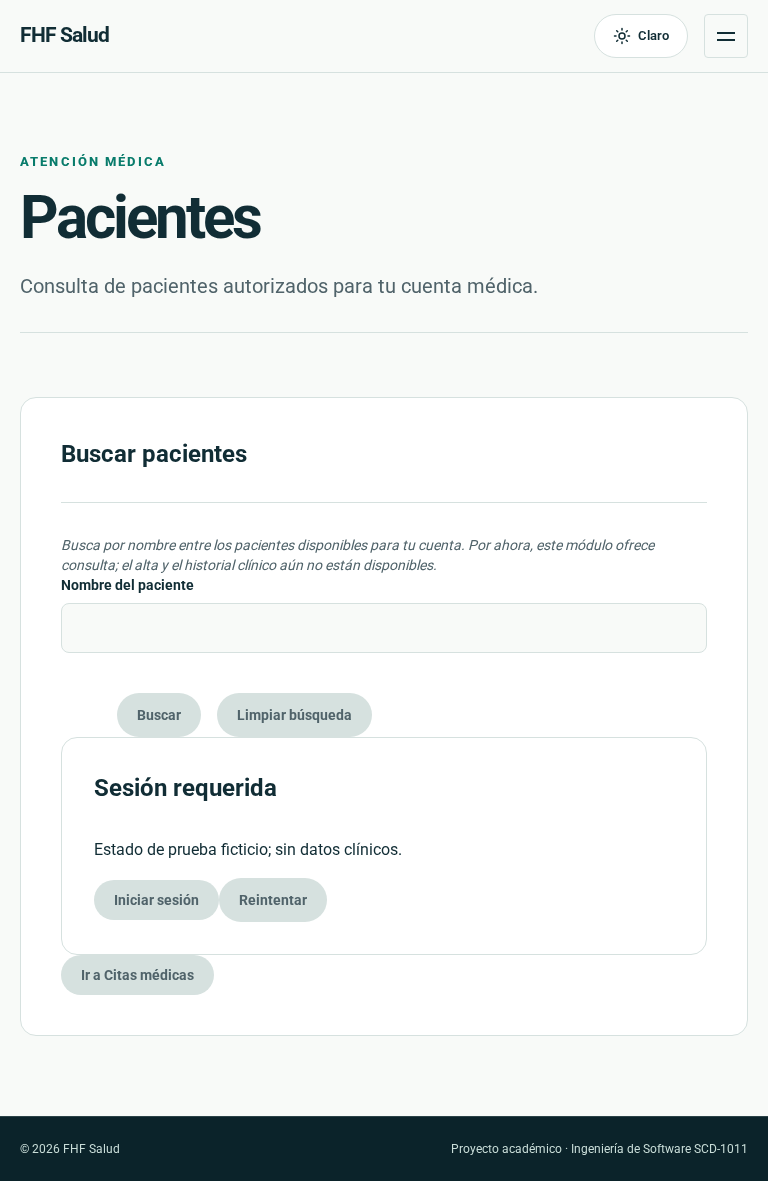 FHF Salud
Claro
ATENCIÓN MÉDICA
Pacientes
Consulta de pacientes autorizados para tu cuenta médica.
Buscar pacientes
Busca por nombre entre los pacientes disponibles para tu cuenta. Por ahora, este módulo ofrece
consulta; el alta y el historial clínico aún no están disponibles.
Nombre del paciente
Buscar
Limpiar búsqueda
Sesión requerida
Estado de prueba ficticio; sin datos clínicos.
Iniciar sesión
Reintentar
Ir a Citas médicas
© 2026 FHF Salud
Proyecto académico · Ingeniería de Software SCD-1011